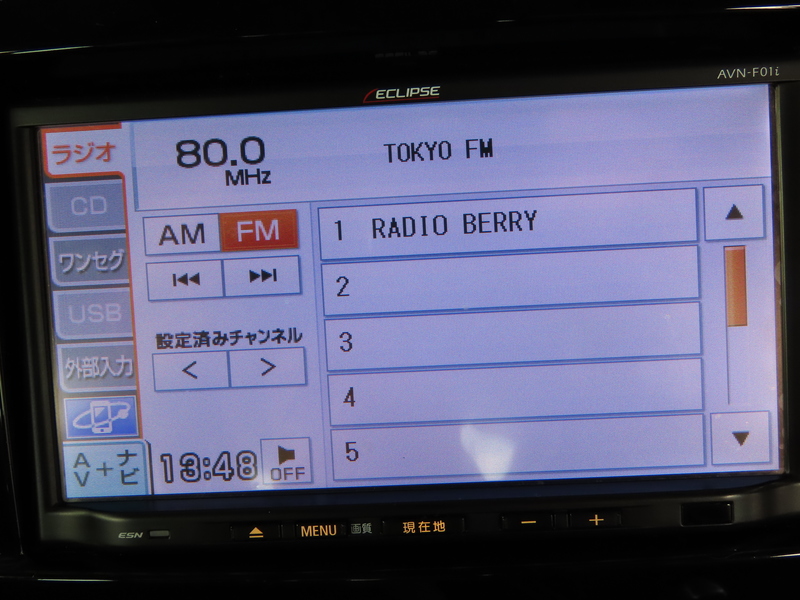 ECLIPSE
AVN-F01i
ラジオ
80.0
MHz
TOKYO FM
CD
AM
FM
1 RADIO BERRY
ワンセグ
2
USB
設定済みチャンネル
3
外部入力
<
>
4
AV+ナビ
13:48
OFF
5
ESN
MENU
画質
現在地